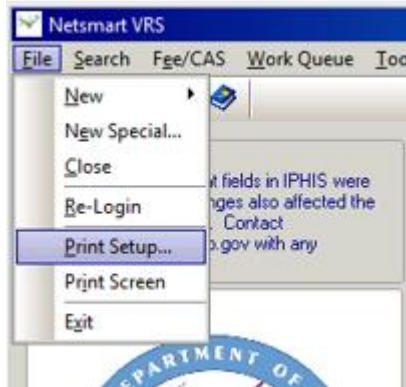 Netsmart VRS
File Search Fee/CAS Work Queue Too
New
New Special...
Close
Re-Login
Print Setup...
Print Screen
Exit
t fields in IPHIS were
nges also affected the
. Contact
o.gov with any
PARTMENT O